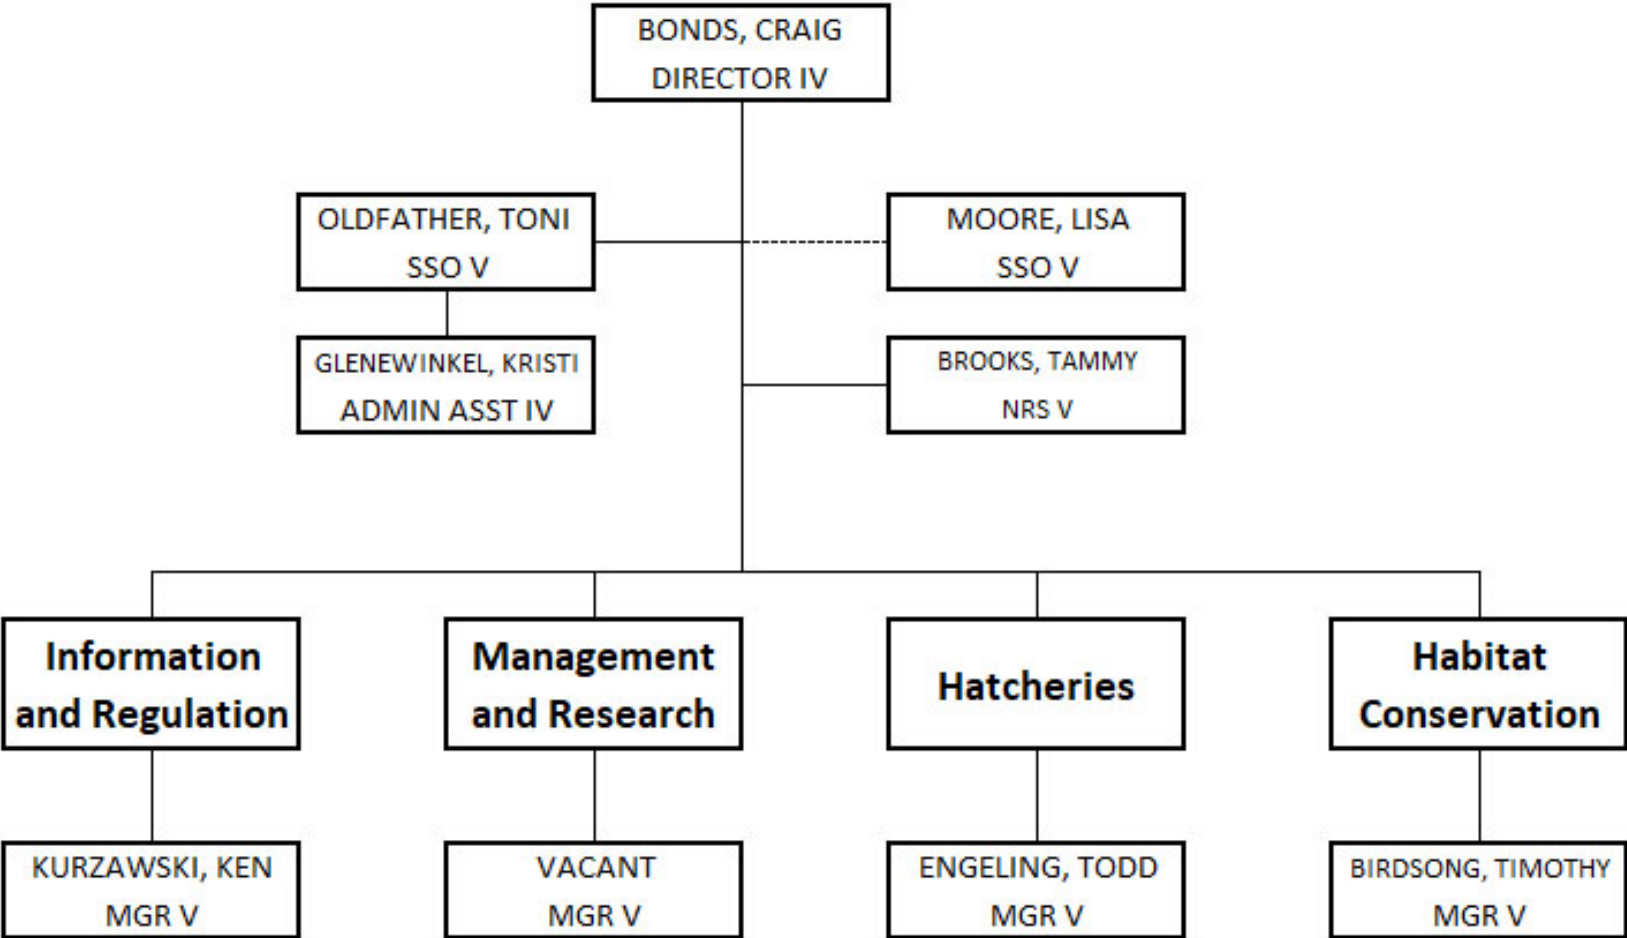 BONDS, CRAIG
DIRECTOR IV
OLDFATHER, TONI
SSO V
MOORE, LISA
SSO V
GLENEWINKEL, KRISTI
ADMIN ASST IV
BROOKS, TAMMY
NRS V
Information
and Regulation
Management
and Research
Hatcheries
Habitat
Conservation
KURZAWSKI, KEN
MGR V
VACANT
MGR V
ENGELING, TODD
MGR V
BIRDSONG, TIMOTHY
MGR V